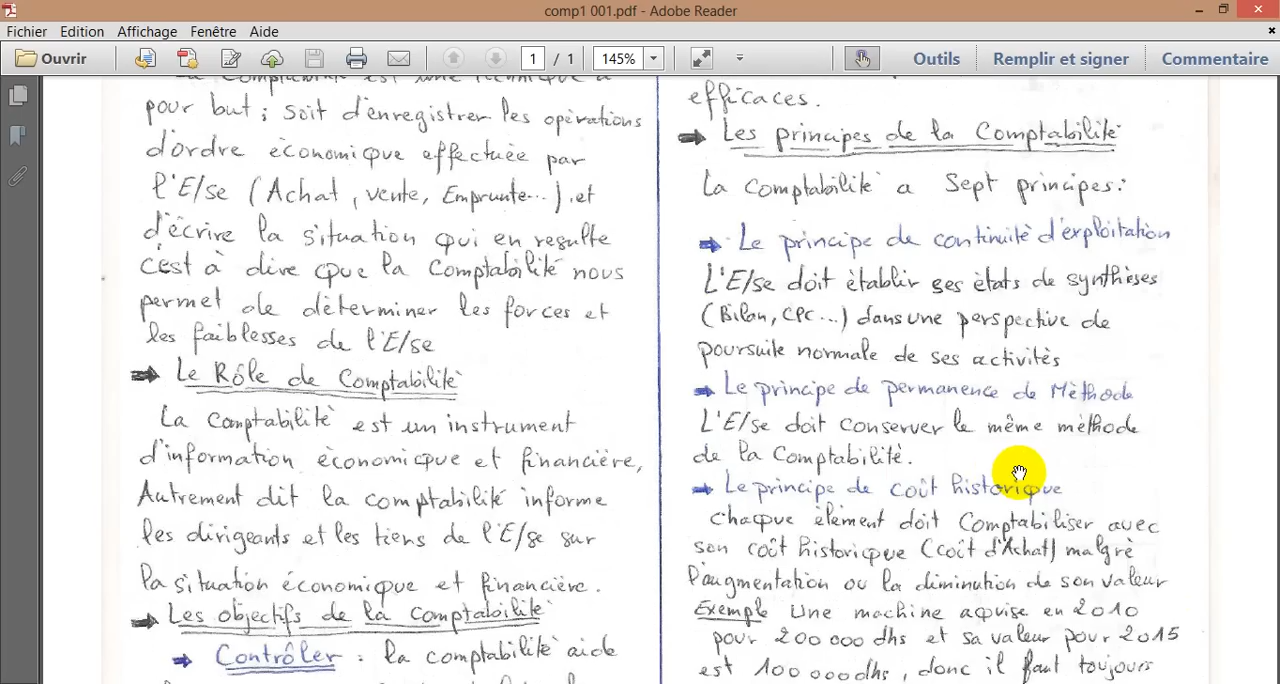 comp1 001.pdf - Adobe Reader
Fichier Edition Affichage Fenêtre Aide
Ouvrir 1 / 1 145% Outils Remplir et signer Commentaire
La Comptabilité est une technique a
pour but ; soit d'enregistrer les opérations
d'ordre économique effectuée par
l'E/se (Achat, vente, Emprunte...) .et
d'écrire la situation qui en resulte
c'est à dire que la Comptabilité nous
permet de déterminer les forces et
les faiblesses de l'E/se
Le Rôle de Comptabilité
La Comptabilité est un instrument
d'information économique et financière,
Autrement dit la comptabilité informe
les dirigeants et les tiens de l'E/se sur
la situation économique et financière.
Les objectifs de la comptabilité
Contrôler : la comptabilité aide
efficaces.
Les principes de la Comptabilité
La comptabilité a Sept principes :
Le principe de continuité d'exploitation
L'E/se doit établir ses états de synthèses
(Bilan, CPC...) dans une perspective de
poursuite normale de ses activités
Le principe de permanence de Méthode
L'E/se doit conserver le même méthode
de la Comptabilité.
Le principe de coût historique
chaque élément doit Comptabiliser avec
son coût historique (coût d'Achat) malgré
l'augmentation ou la diminution de son valeur
Exemple Une machine aquise en 2010
pour 200 000 dhs et sa valeur pour 2015
est 100 000 dhs, donc il faut toujours